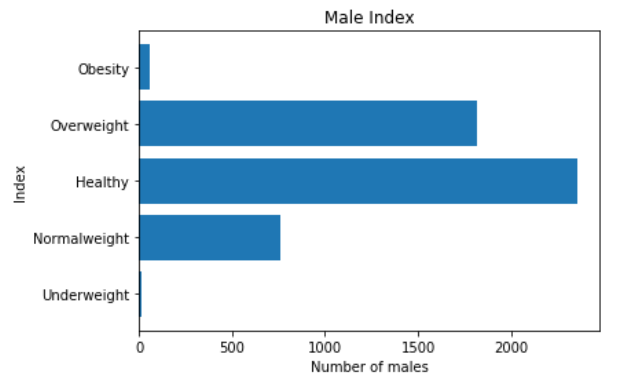 Male Index
Obesity
Overweight
Healthy
Normalweight
Underweight
Index
0 500 1000 1500 2000
Number of males